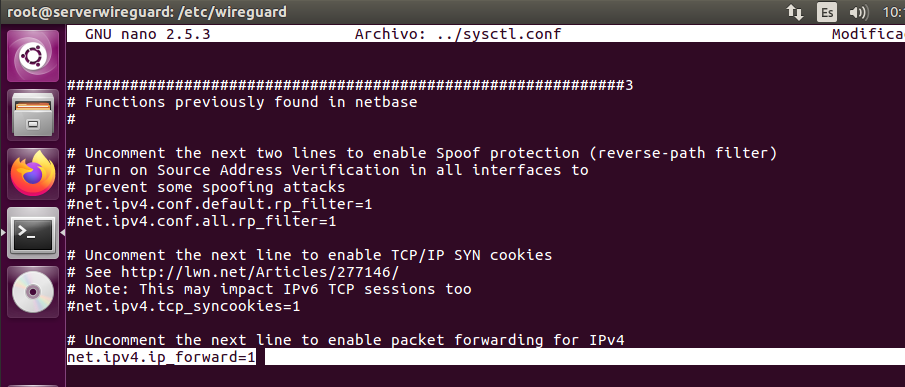 root@serverwireguard: /etc/wireguard
Es
10:
GNU nano 2.5.3 Archivo: ../sysctl.conf Modifica
##############################################################3
# Functions previously found in netbase
#
# Uncomment the next two lines to enable Spoof protection (reverse-path filter)
# Turn on Source Address Verification in all interfaces to
# prevent some spoofing attacks
#net.ipv4.conf.default.rp_filter=1
#net.ipv4.conf.all.rp_filter=1
# Uncomment the next line to enable TCP/IP SYN cookies
# See http://lwn.net/Articles/277146/
# Note: This may impact IPv6 TCP sessions too
#net.ipv4.tcp_syncookies=1
# Uncomment the next line to enable packet forwarding for IPv4
net.ipv4.ip_forward=1